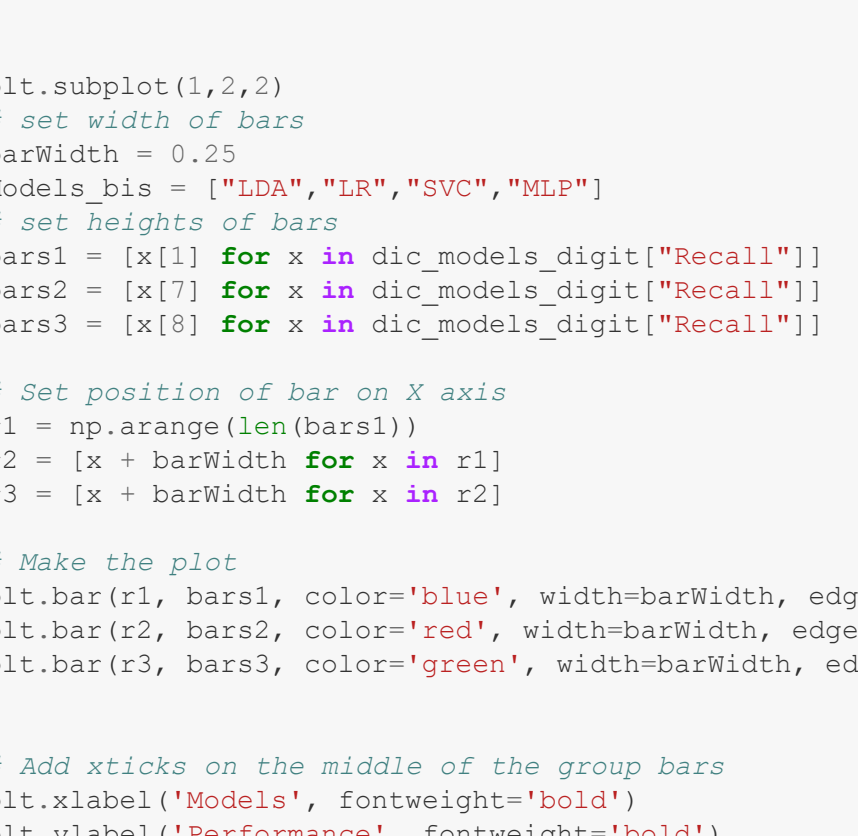 lt.subplot(1,2,2)
set width of bars
arWidth = 0.25
odels_bis = ["LDA","LR","SVC","MLP"]
set heights of bars
ars1 = [x[1] for x in dic_models_digit["Recall"]]
ars2 = [x[7] for x in dic_models_digit["Recall"]]
ars3 = [x[8] for x in dic_models_digit["Recall"]]
Set position of bar on X axis
1 = np.arange(len(bars1))
2 = [x + barWidth for x in r1]
3 = [x + barWidth for x in r2]
Make the plot
lt.bar(r1, bars1, color='blue', width=barWidth, edg
lt.bar(r2, bars2, color='red', width=barWidth, edge
lt.bar(r3, bars3, color='green', width=barWidth, ed
Add xticks on the middle of the group bars
lt.xlabel('Models', fontweight='bold')
lt.ylabel('Performance', fontweight='bold')